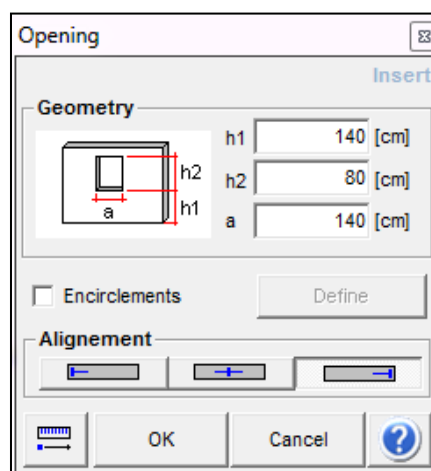 Opening
Insert
Geometry
h2
h1
a
h1 140 [cm]
h2 80 [cm]
a 140 [cm]
Encirclements Define
Alignement
OK Cancel ?